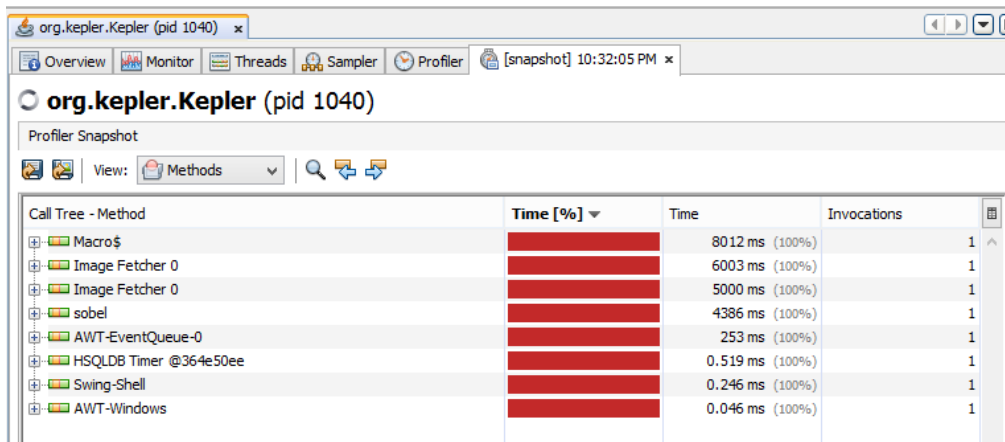 org.kepler.Kepler (pid 1040) x
Overview Monitor Threads Sampler Profiler [snapshot] 10:32:05 PM x
org.kepler.Kepler (pid 1040)
Profiler Snapshot
View: Methods
Call Tree - Method Time [%] Time Invocations
Macro$ 8012 ms (100%) 1
Image Fetcher 0 6003 ms (100%) 1
Image Fetcher 0 5000 ms (100%) 1
sobel 4386 ms (100%) 1
AWT-EventQueue-0 253 ms (100%) 1
HSQLDB Timer @364e50ee 0.519 ms (100%) 1
Swing-Shell 0.246 ms (100%) 1
AWT-Windows 0.046 ms (100%) 1